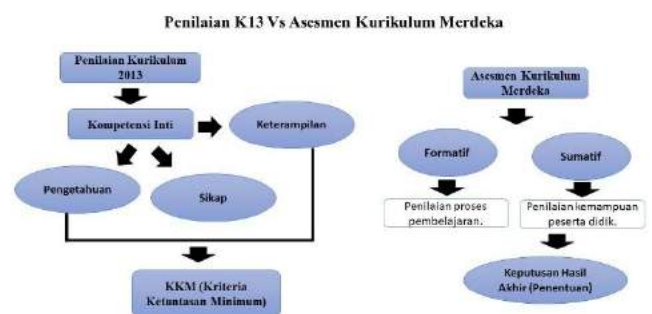 Penilaian K13 Vs Asesmen Kurikulum Merdeka
Penilaian Kurikulum
2013
Kompetensi Inti
Keterampilan
Pengetahuan
Sikap
KKM (Kriteria
Ketuntasan Minimum)
Asesmen Kurikulum
Merdeka
Formatif
Sumatif
Penilaian proses
pembelajaran.
Penilaian kemampuan
peserta didik.
Keputusan Hasil
Akhir (Penentuan)